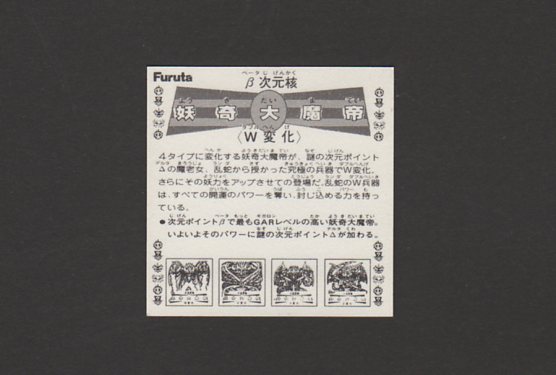 Furuta
β次元核
妖奇大魔帝
〈W変化〉
4タイプに変化する妖奇大魔帝が、謎の次元ポイント
Δの魔老女、乱蛇から授かった究極の兵器でW変化。
さらにその妖力をアップさせての登場だ。乱蛇のW兵器
は、すべての開運のパワーを奪い、封じ込める力を持っ
ている。
●次元ポイントβで最もGARレベルの高い妖奇大魔帝。
いよいよそのパワーに謎の次元ポイントΔが加わる。